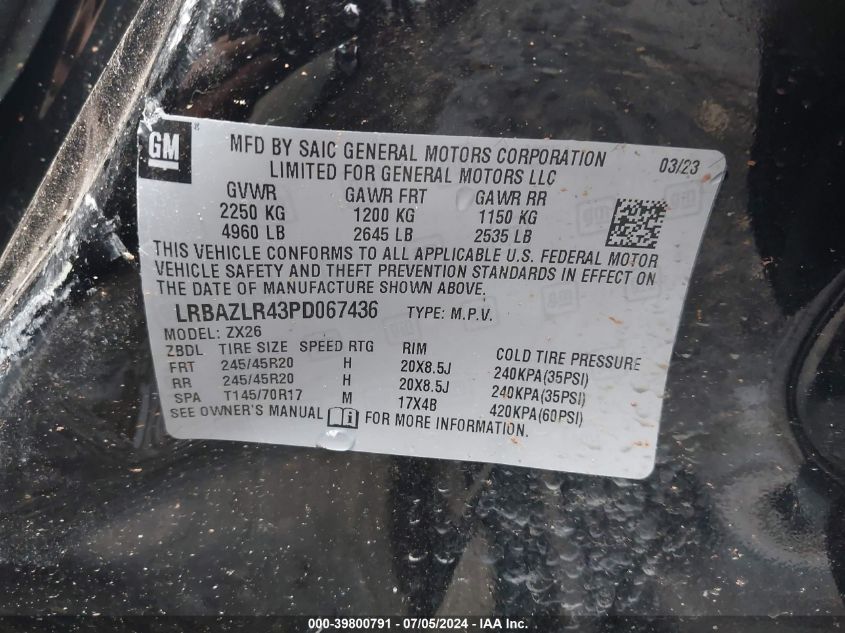 GM
MFD BY SAIC GENERAL MOTORS CORPORATION 03/23
LIMITED FOR GENERAL MOTORS LLC
GVWR GAWR FRT GAWR RR
2250 KG 1200 KG 1150 KG
4960 LB 2645 LB 2535 LB
THIS VEHICLE CONFORMS TO ALL APPLICABLE U.S. FEDERAL MOTOR
VEHICLE SAFETY AND THEFT PREVENTION STANDARDS IN EFFECT ON
THE DATE OF MANUFACTURE SHOWN ABOVE.
LRBAZLR43PD067436 TYPE: M.P.V.
MODEL: ZX26
ZBDL TIRE SIZE SPEED RTG RIM COLD TIRE PRESSURE
FRT 245/45R20 H 20X8.5J 240KPA(35PSI)
RR 245/45R20 H 20X8.5J 240KPA(35PSI)
SPA T145/70R17 M 17X4B 420KPA(60PSI)
SEE OWNER'S MANUAL FOR MORE INFORMATION.
000-39800791 - 07/05/2024 - IAA Inc.